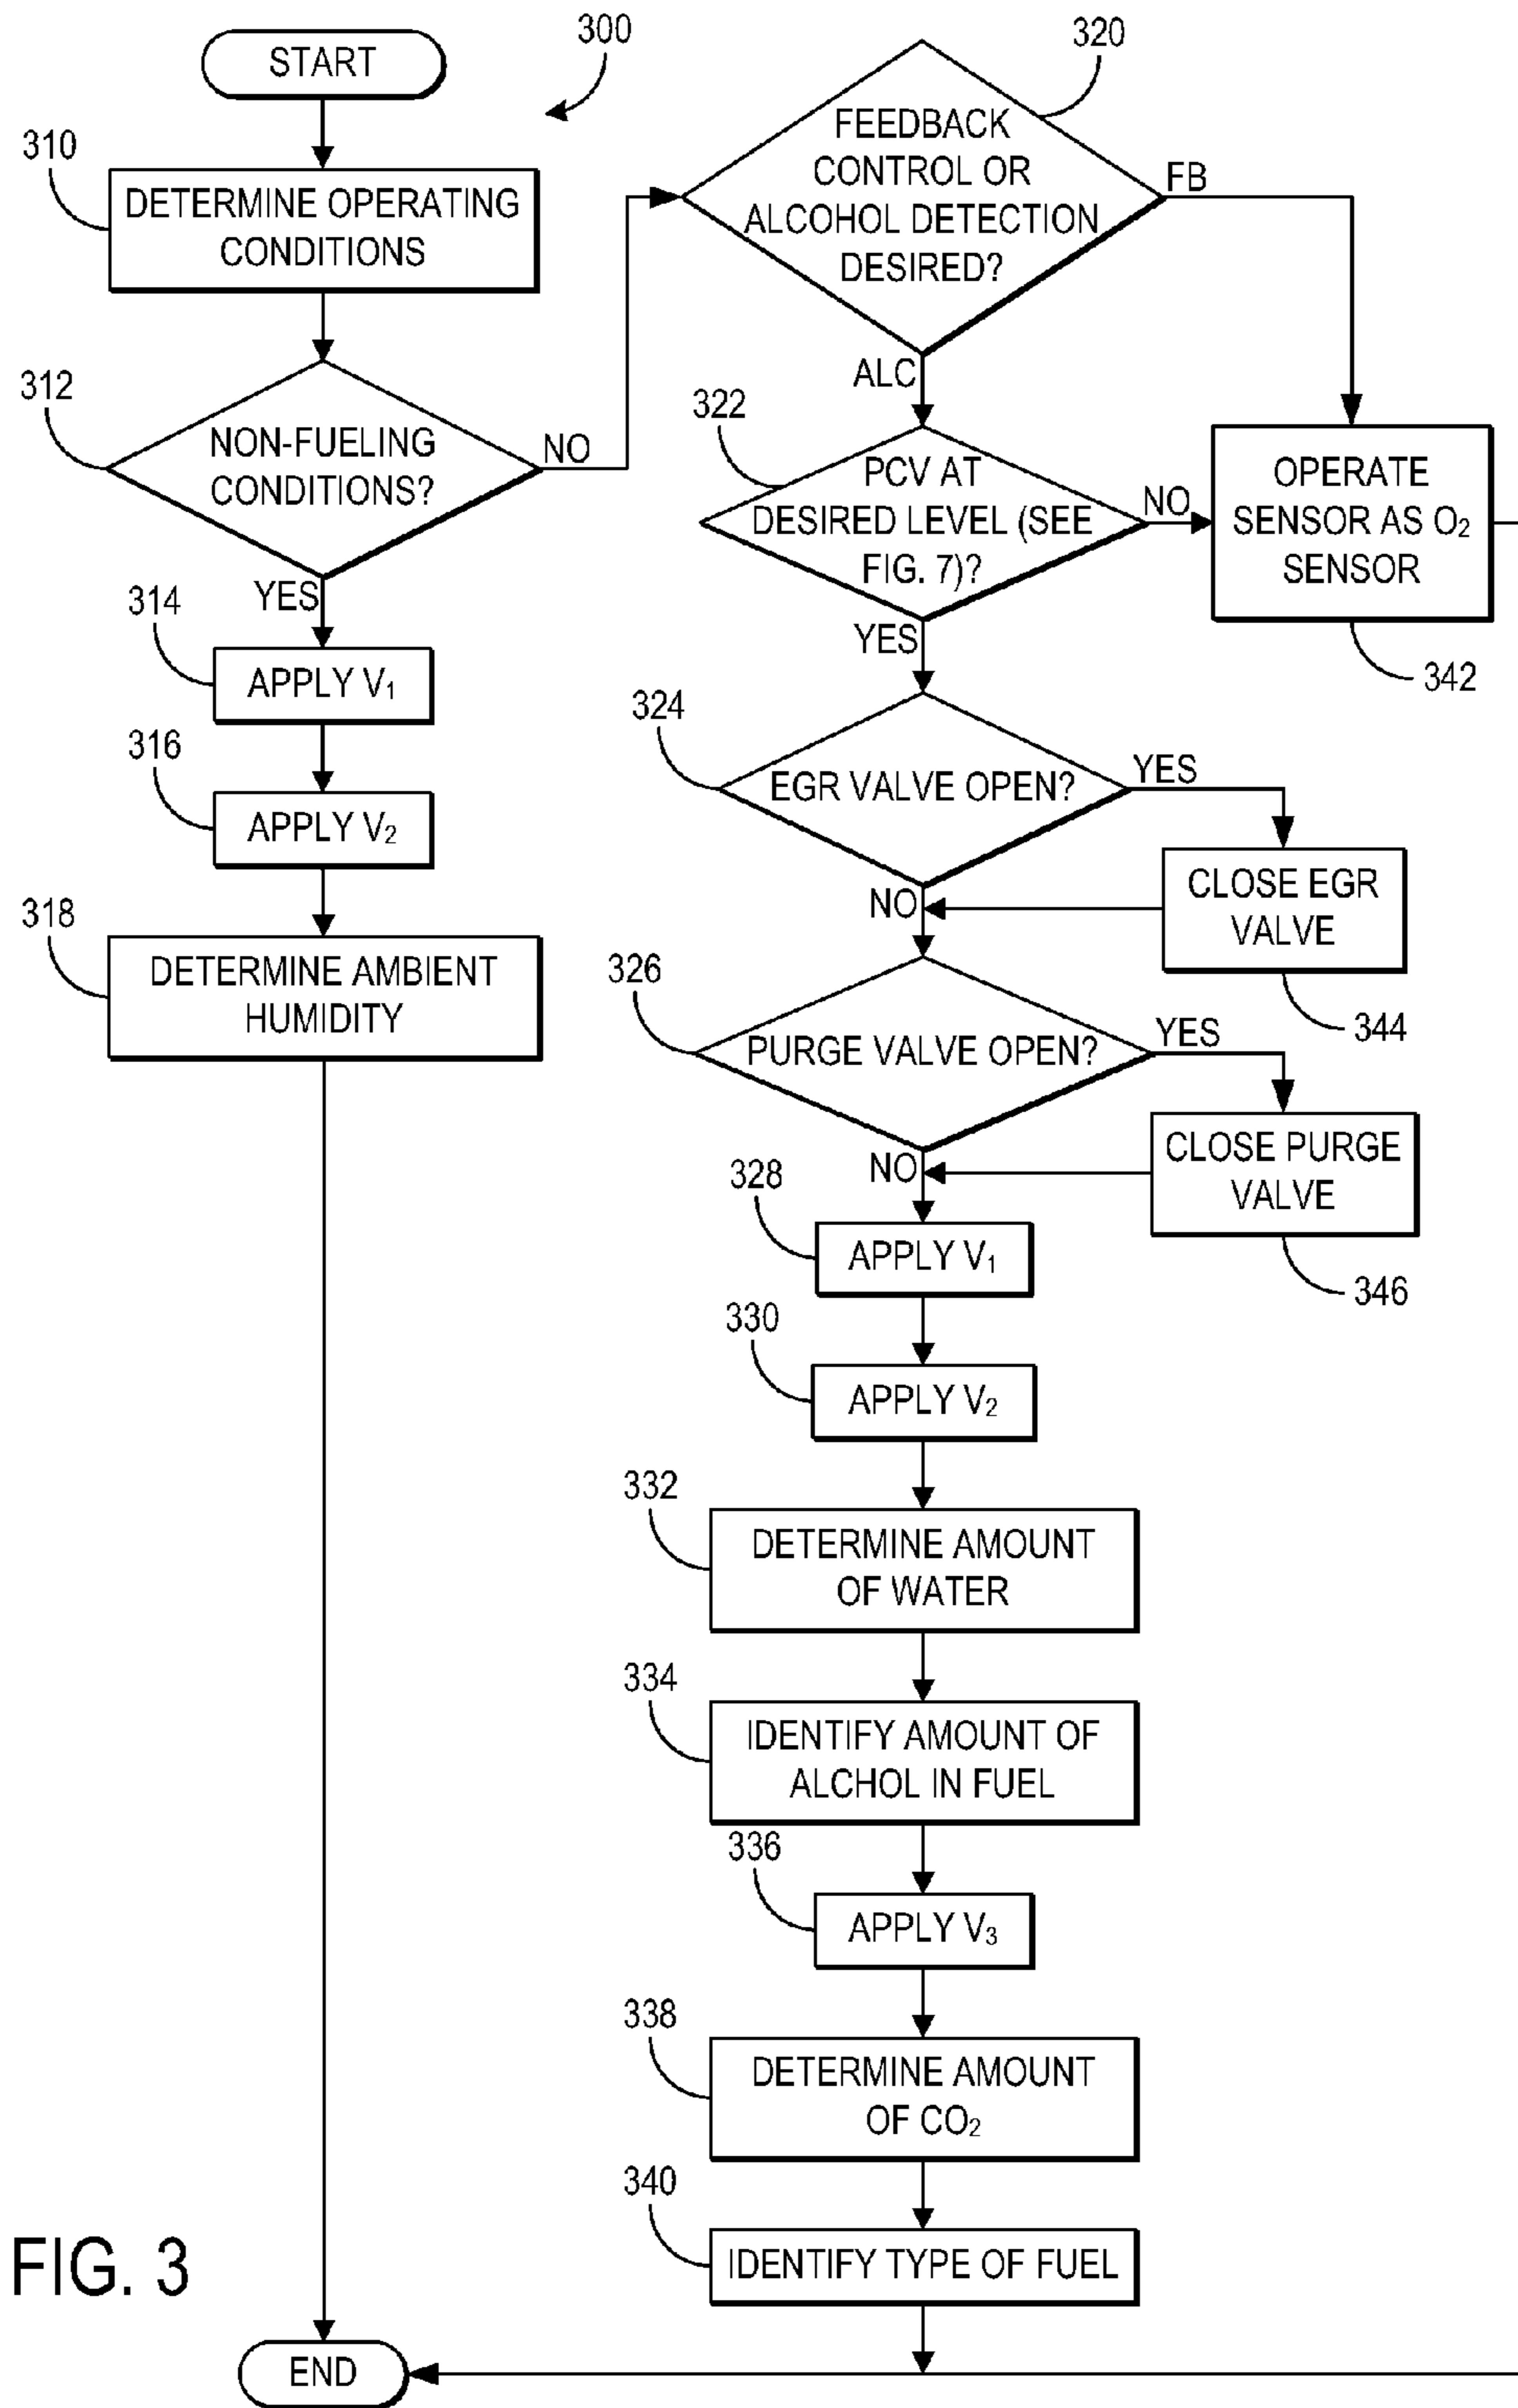 START
300
310
DETERMINE OPERATING
CONDITIONS
312
NON-FUELING
CONDITIONS?
NO
YES
314
APPLY V₁
316
APPLY V₂
318
DETERMINE AMBIENT
HUMIDITY
320
FEEDBACK
CONTROL OR
ALCOHOL DETECTION
DESIRED?
FB
ALC
322
PCV AT
DESIRED LEVEL (SEE
FIG. 7)?
NO
YES
OPERATE
SENSOR AS O₂
SENSOR
342
324
EGR VALVE OPEN?
YES
NO
CLOSE EGR
VALVE
344
326
PURGE VALVE OPEN?
YES
NO
CLOSE PURGE
VALVE
346
328
APPLY V₁
330
APPLY V₂
332
DETERMINE AMOUNT
OF WATER
334
IDENTIFY AMOUNT OF
ALCHOL IN FUEL
336
APPLY V₃
338
DETERMINE AMOUNT
OF CO₂
340
IDENTIFY TYPE OF FUEL
FIG. 3
END